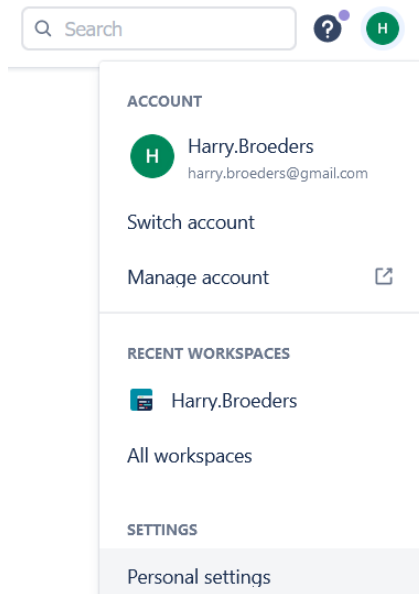 Search
?
H
ACCOUNT
H
Harry.Broeders
harry.broeders@gmail.com
Switch account
Manage account
RECENT WORKSPACES
Harry.Broeders
All workspaces
SETTINGS
Personal settings